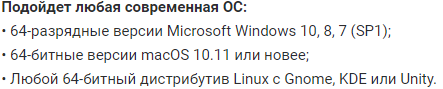 Подойдет любая современная ОС:
• 64-разрядные версии Microsoft Windows 10, 8, 7 (SP1);
• 64-битные версии macOS 10.11 или новее;
• Любой 64-битный дистрибутив Linux с Gnome, KDE или Unity.